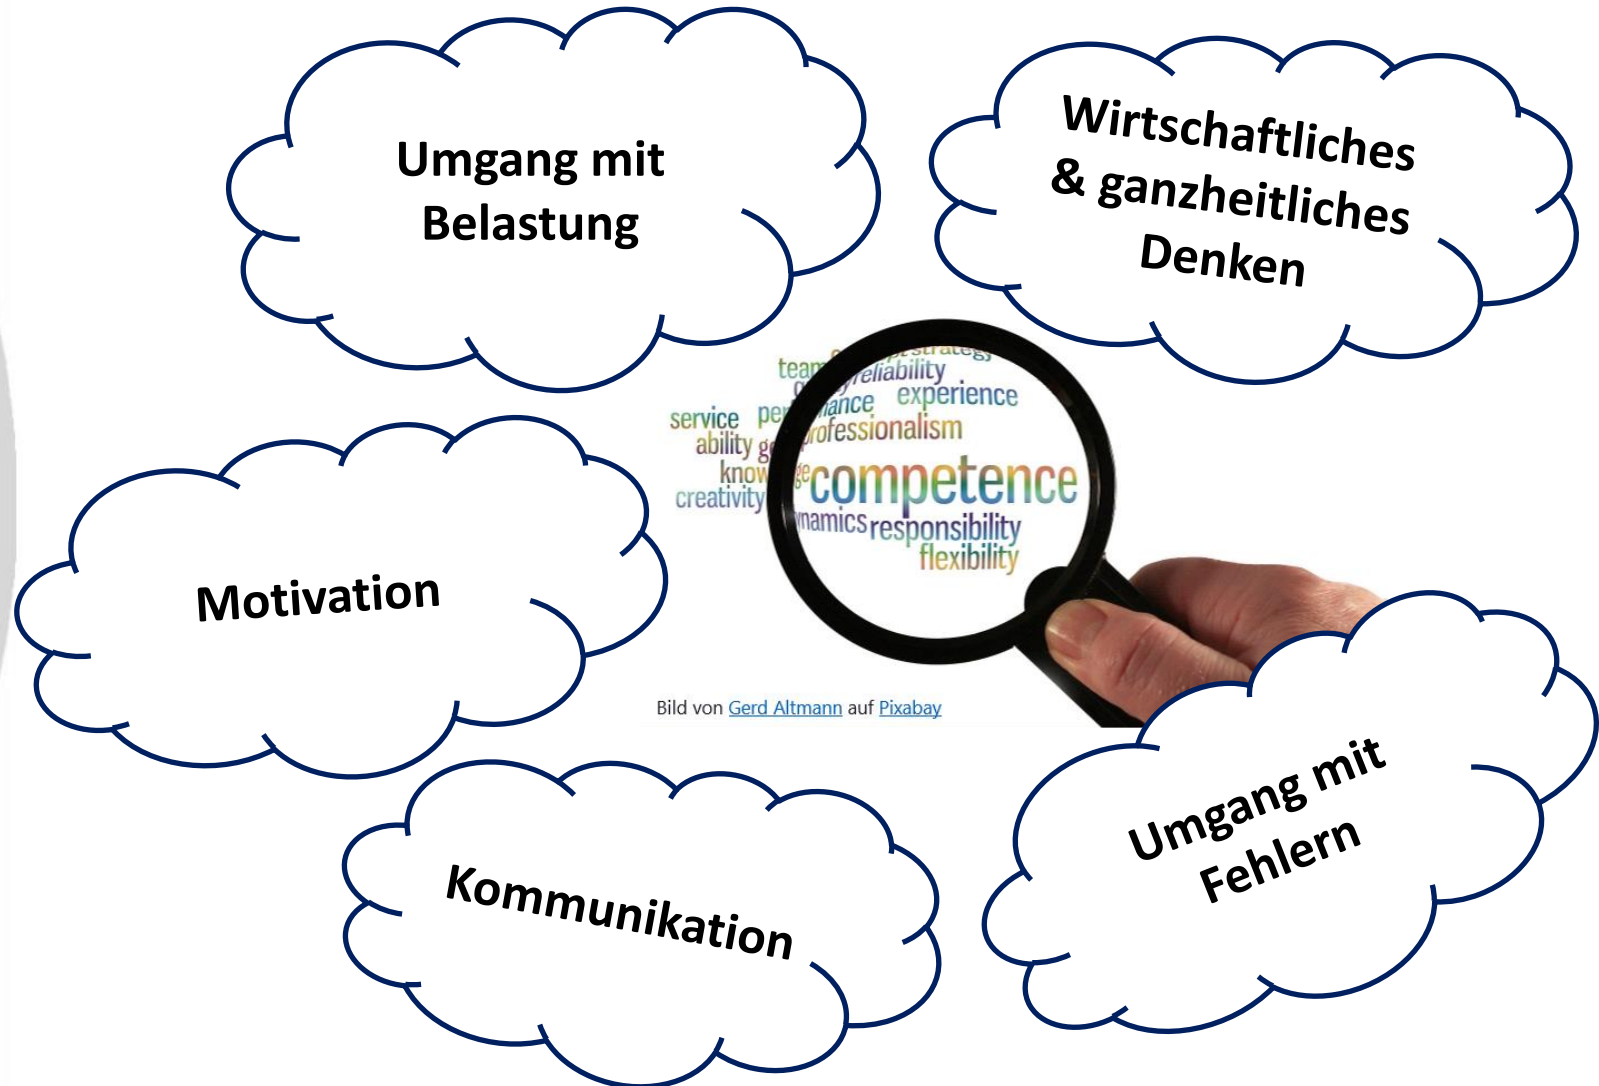 Umgang mit
Belastung
Wirtschaftliches
& ganzheitliches
Denken
strategy
team
reliability
experience
service
professionalism
ability
competence
creativity
responsibility
flexibility
Motivation
Bild von Gerd Altmann auf Pixabay
Umgang mit
Fehlern
Kommunikation